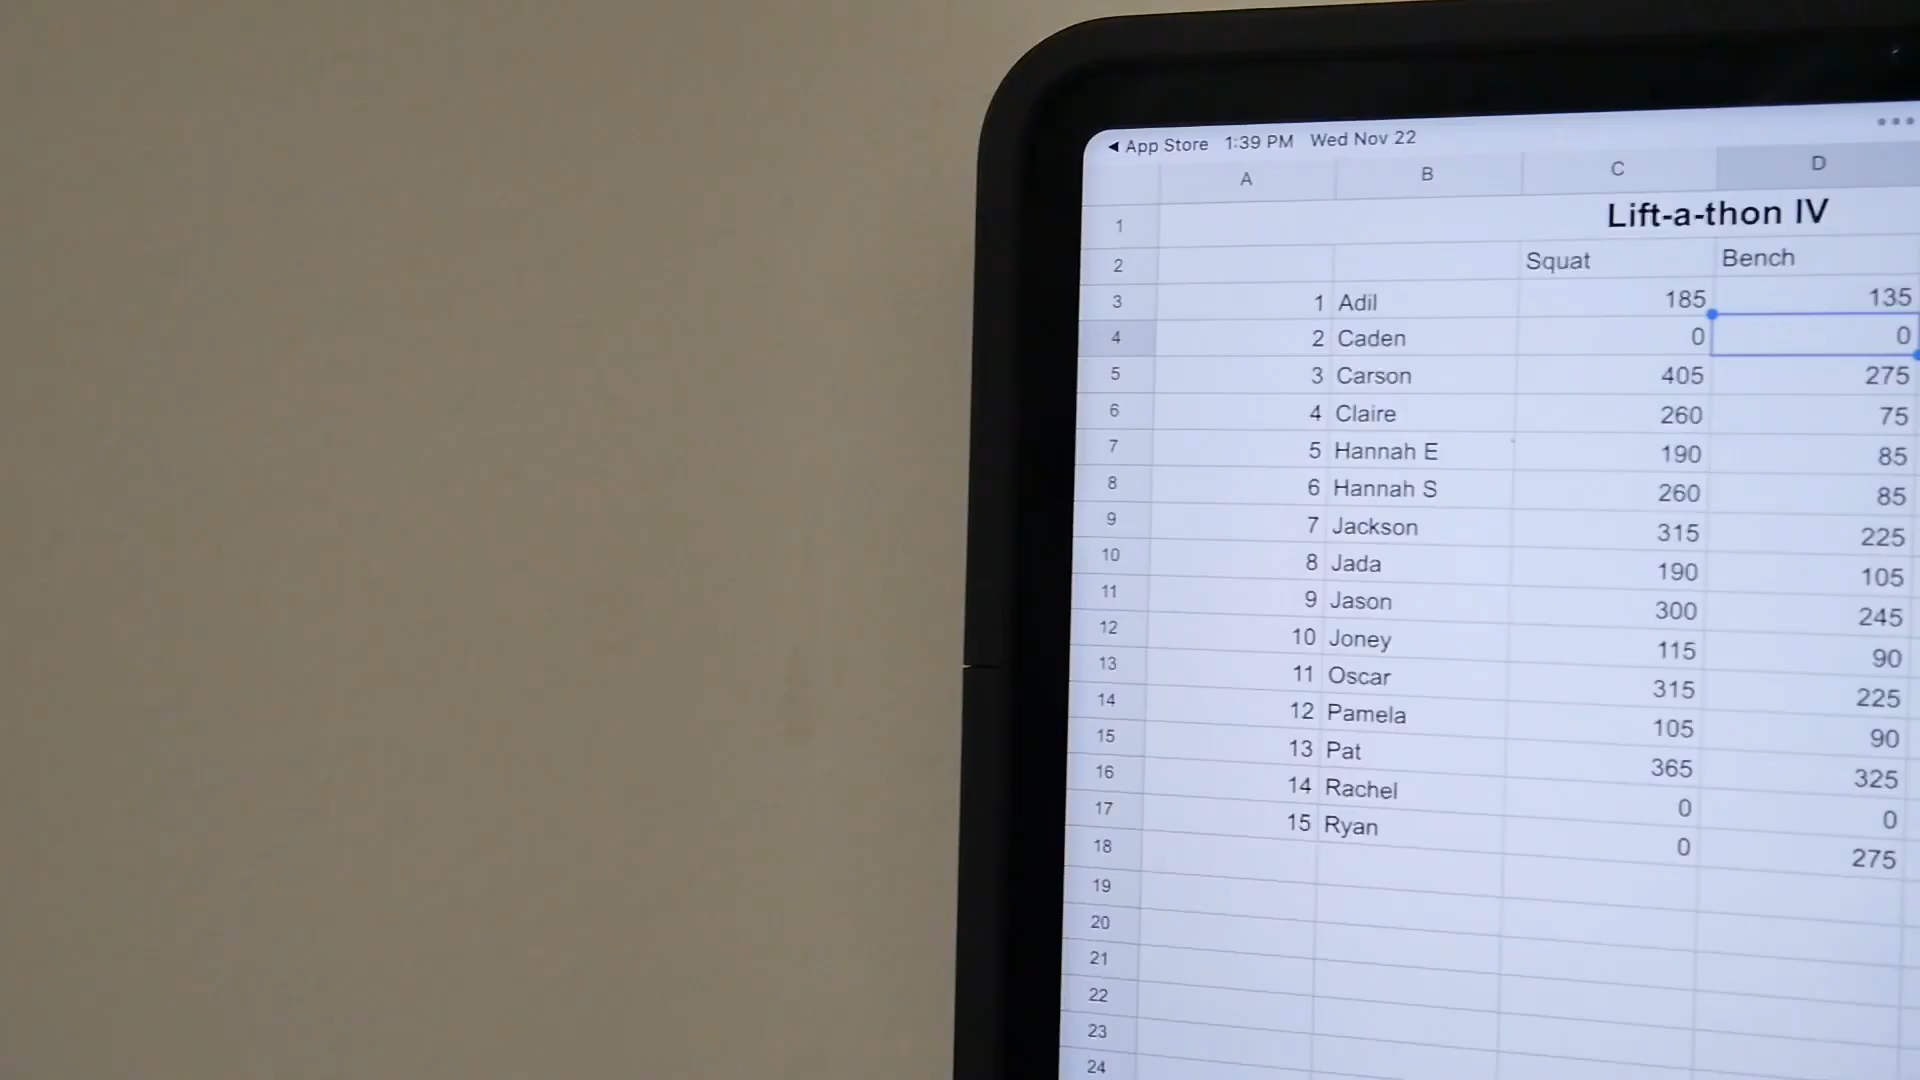 ◀ App Store 1:39 PM Wed Nov 22
A B C D
1 Lift-a-thon IV
2 Squat Bench
3 1 Adil 185 135
4 2 Caden 0 0
5 3 Carson 405 275
6 4 Claire 260 75
7 5 Hannah E 190 85
8 6 Hannah S 260 85
9 7 Jackson 315 225
10 8 Jada 190 105
11 9 Jason 300 245
12 10 Joney 115 90
13 11 Oscar 315 225
14 12 Pamela 105 90
15 13 Pat 365 325
16 14 Rachel 0 0
17 15 Ryan 0 275
18
19
20
21
22
23
24